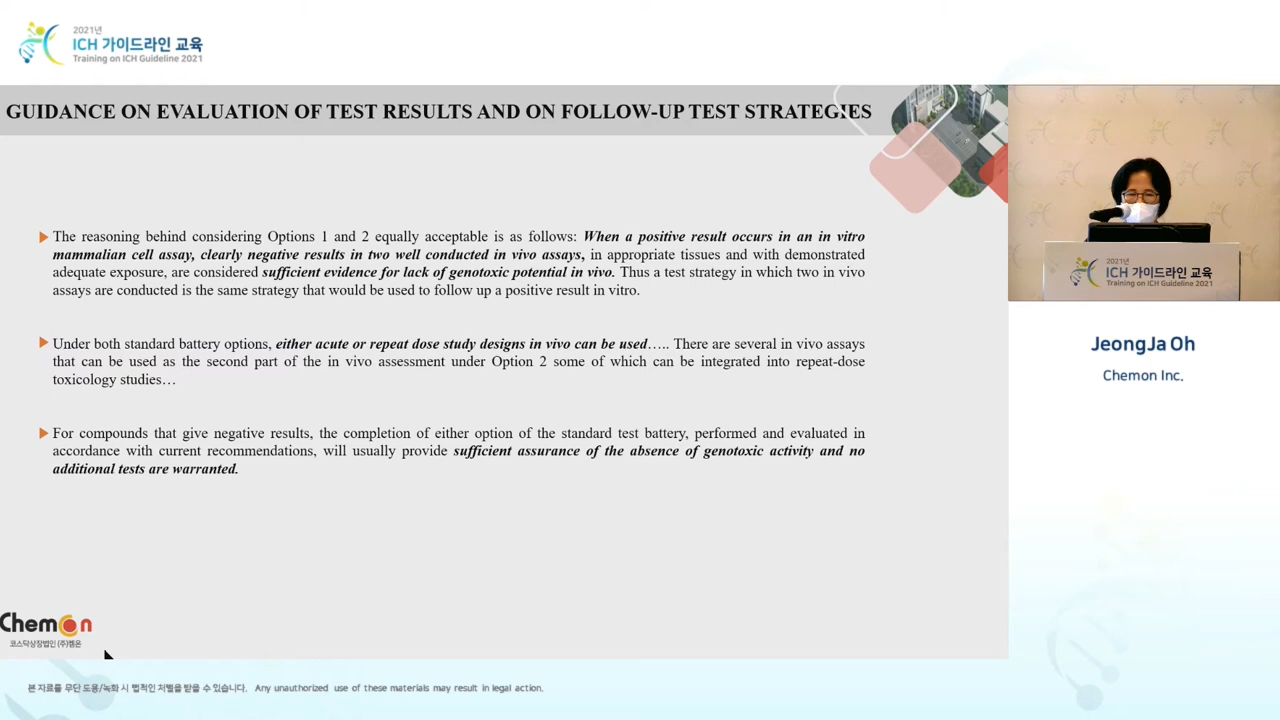 2021년
ICH 가이드라인 교육
Training on ICH Guideline 2021
GUIDANCE ON EVALUATION OF TEST RESULTS AND ON FOLLOW-UP TEST STRATEGIES
The reasoning behind considering Options 1 and 2 equally acceptable is as follows: When a positive result occurs in an in vitro
mammalian cell assay, clearly negative results in two well conducted in vivo assays, in appropriate tissues and with demonstrated
adequate exposure, are considered sufficient evidence for lack of genotoxic potential in vivo. Thus a test strategy in which two in vivo
assays are conducted is the same strategy that would be used to follow up a positive result in vitro.
Under both standard battery options, either acute or repeat dose study designs in vivo can be used….. There are several in vivo assays
that can be used as the second part of the in vivo assessment under Option 2 some of which can be integrated into repeat-dose
toxicology studies…
For compounds that give negative results, the completion of either option of the standard test battery, performed and evaluated in
accordance with current recommendations, will usually provide sufficient assurance of the absence of genotoxic activity and no
additional tests are warranted.
2021년
ICH 가이드라인 교육
Training on ICH Guideline 2021
JeongJa Oh
Chemon Inc.
Chemon
코스닥상장법인 (주)켐온
본 자료를 무단 도용/녹화 시 법적인 처벌을 받을 수 있습니다. Any unauthorized use of these materials may result in legal action.